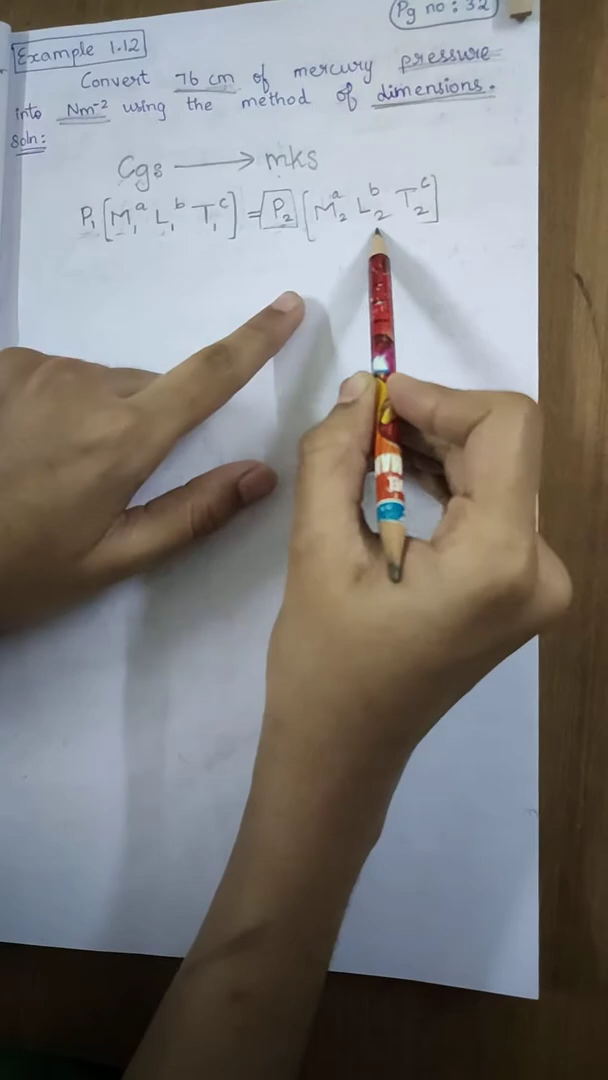 Pg no : 32
Example 1.12
Convert 76 cm of mercury pressure
into Nm⁻² using the method of dimensions.
Soln:
Cgs ⟶ mks
P₁[M₁ᵃ L₁ᵇ T₁ᶜ] = P₂ [M₂ᵃ L₂ᵇ T₂ᶜ]